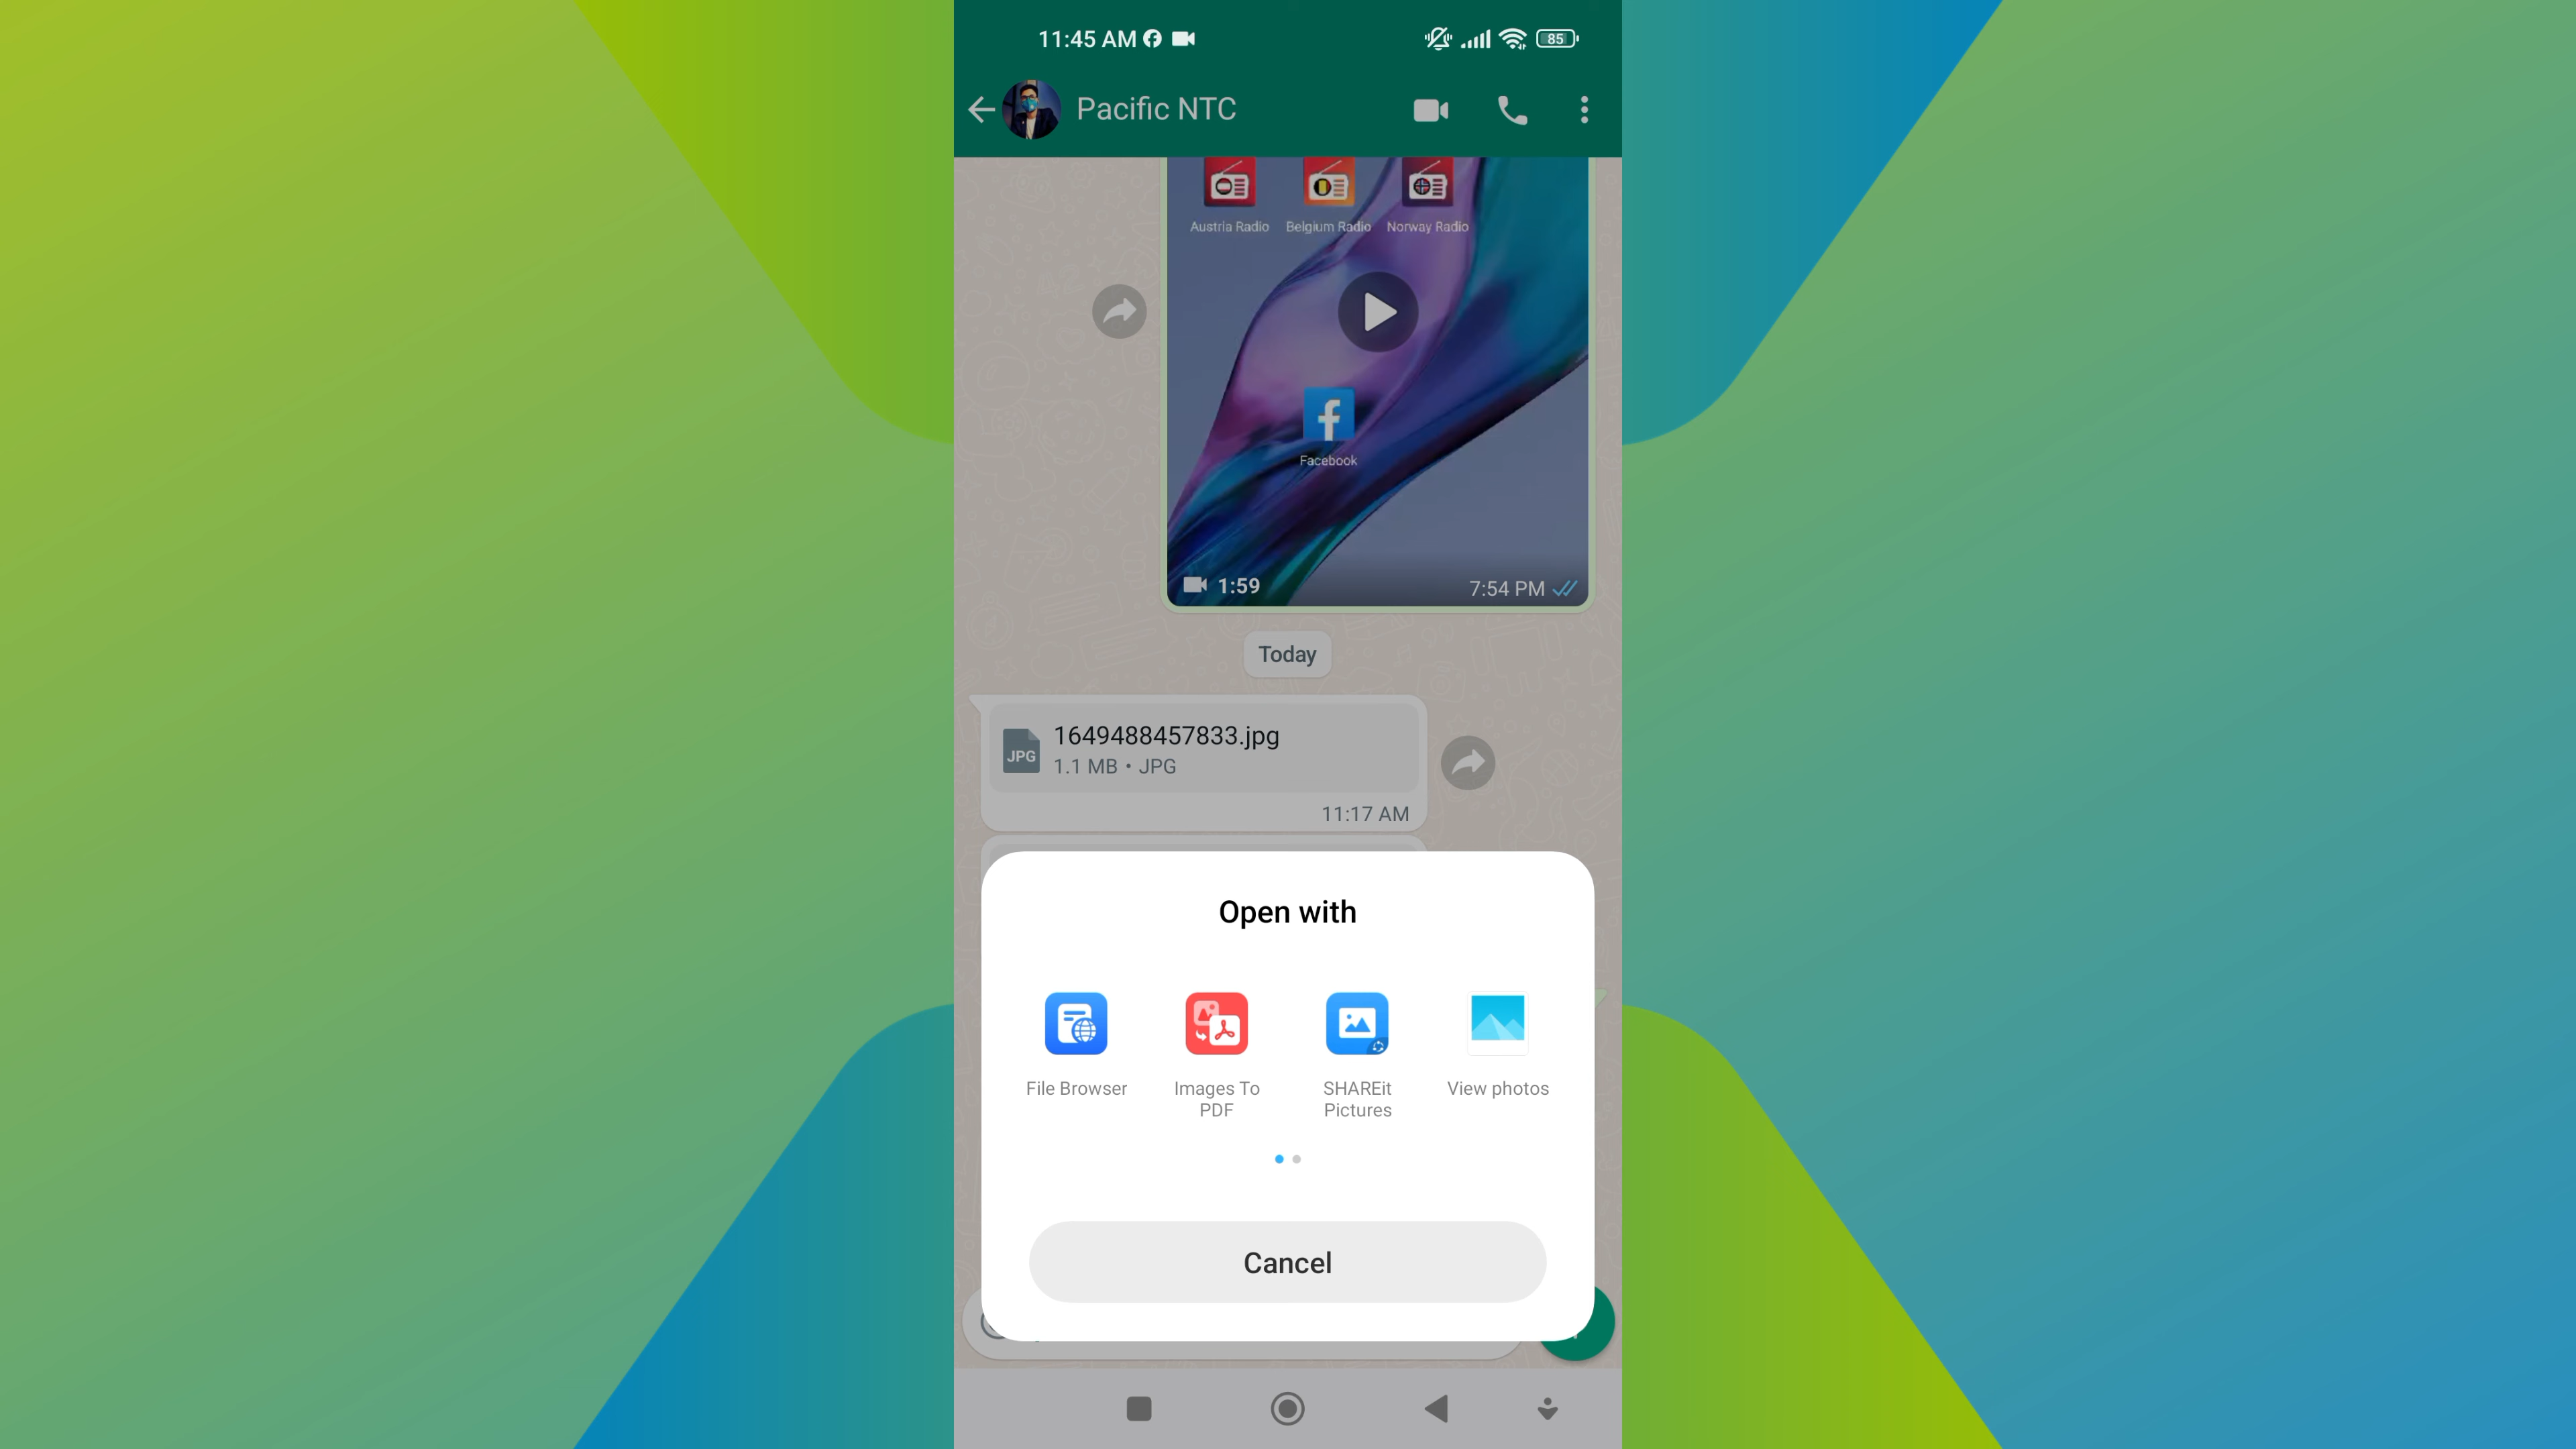 11:45 AM
85
Pacific NTC
Austria Radio Belgium Radio Norway Radio
Facebook
1:59 7:54 PM
Today
JPG
1649488457833.jpg
1.1 MB • JPG
11:17 AM
Open with
File Browser
Images To
PDF
SHAREit
Pictures
View photos
Cancel